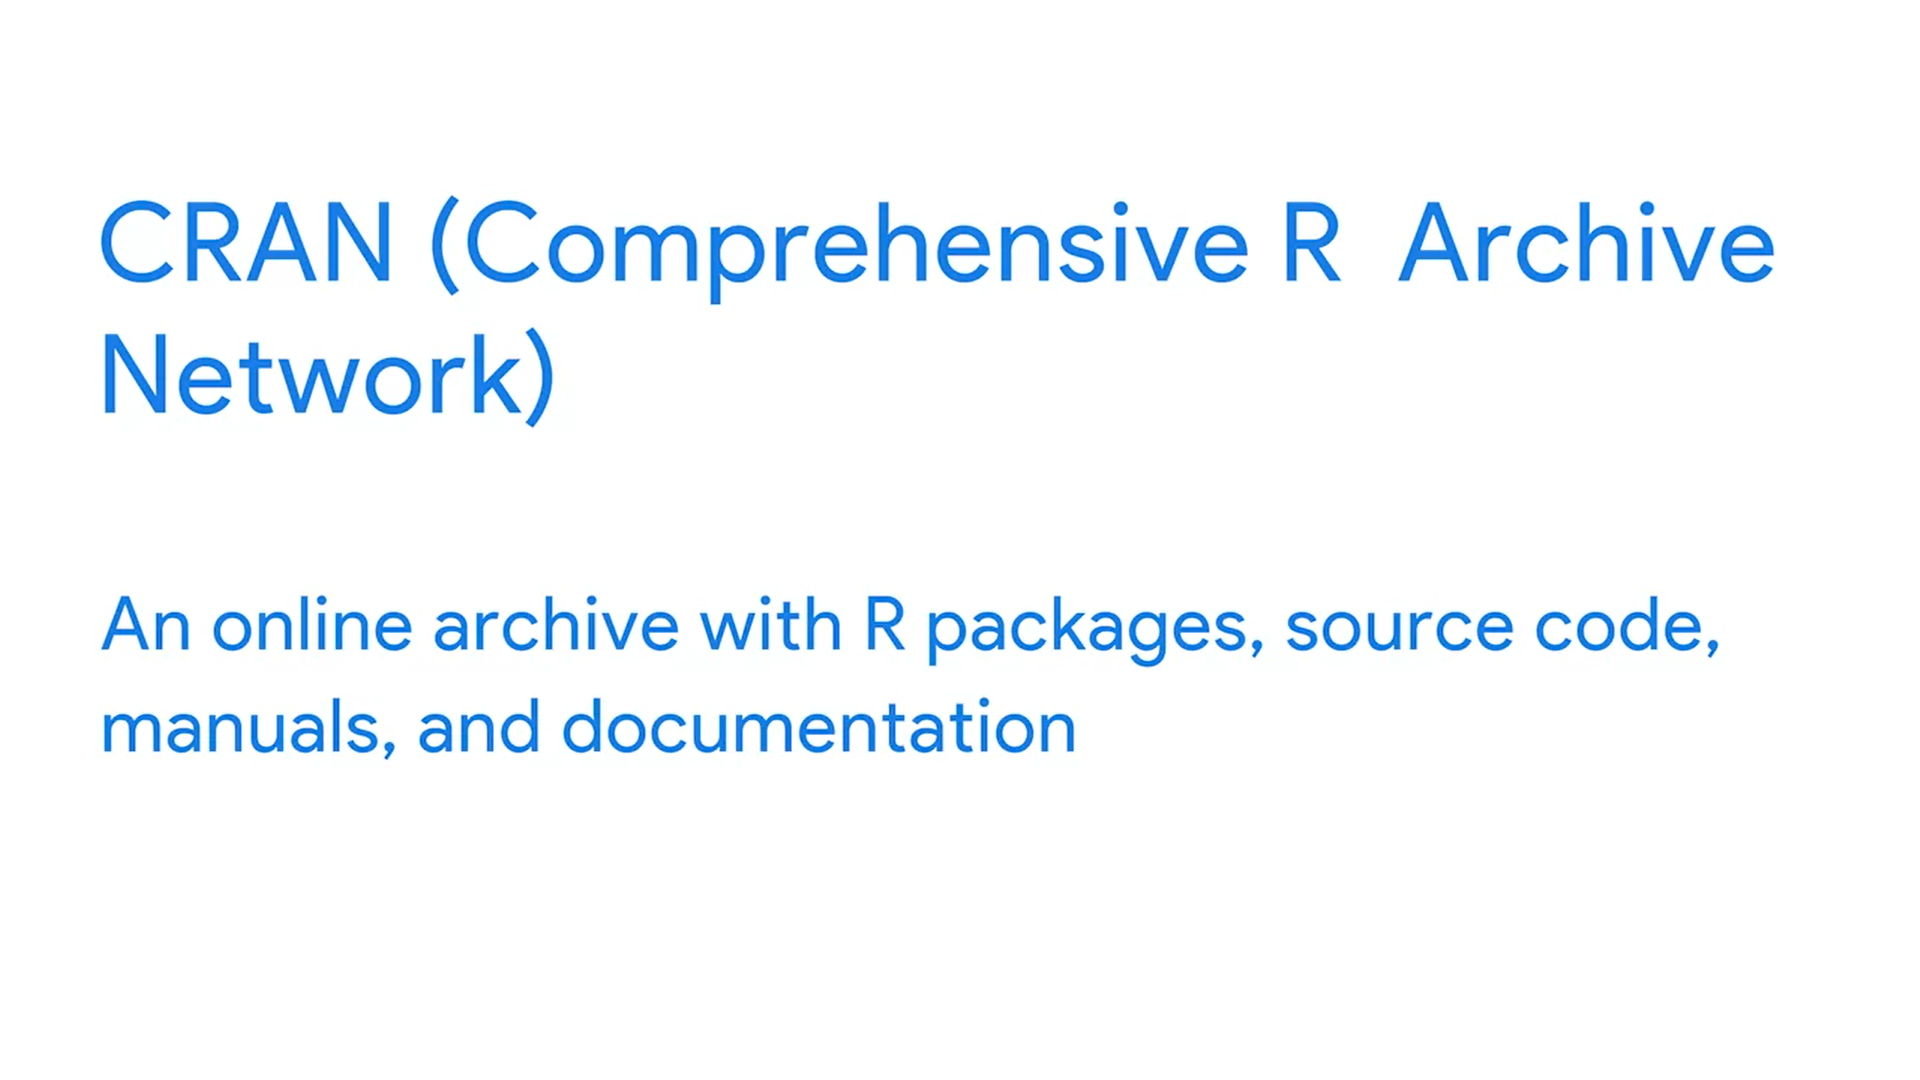 CRAN (Comprehensive R  Archive
Network)
An online archive with R packages, source code,
manuals, and documentation